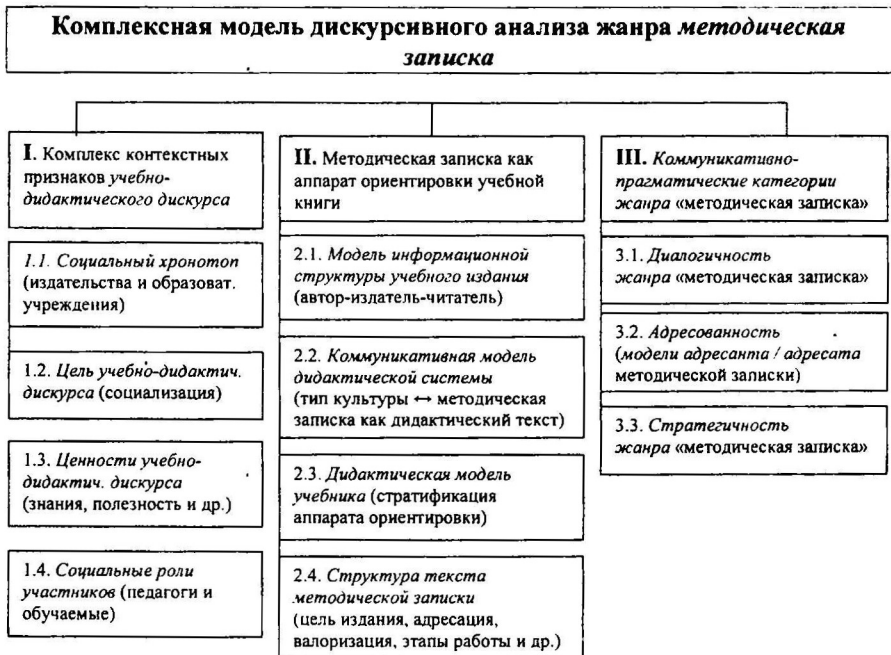 Комплексная модель дискурсивного анализа жанра методическая
записка
I. Комплекс контекстных
признаков учебно-
дидактического дискурса
1.1. Социальный хронотоп
(издательства и образоват.
учреждения)
1.2. Цель учебно-дидактич.
дискурса (социализация)
1.3. Ценности учебно-
дидактич. дискурса
(знания, полезность и др.)
1.4. Социальные роли
участников (педагоги и
обучаемые)
II. Методическая записка как
аппарат ориентировки учебной
книги
2.1. Модель информационной
структуры учебного издания
(автор-издатель-читатель)
2.2. Коммуникативная модель
дидактической системы
(тип культуры ↔ методическая
записка как дидактический текст)
2.3. Дидактическая модель
учебника (стратификация
аппарата ориентировки)
2.4. Структура текста
методической записки
(цель издания, адресация,
валоризация, этапы работы и др.)
III. Коммуникативно-
прагматические категории
жанра «методическая записка»
3.1. Диалогичность
жанра «методическая записка»
3.2. Адресованность
(модели адресанта / адресата
методической записки)
3.3. Стратегичность
жанра «методическая записка»